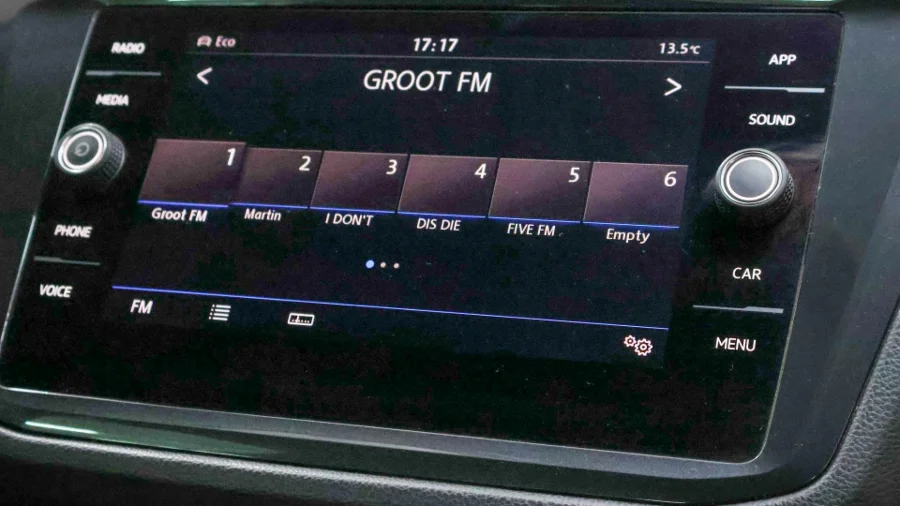 RADIO
MEDIA
PHONE
VOICE
Eco 17:17 13.5°C
< GROOT FM >
1 2 3 4 5 6
Groot FM Martin I DON'T DIS DIE FIVE FM Empty
FM
APP
SOUND
CAR
MENU